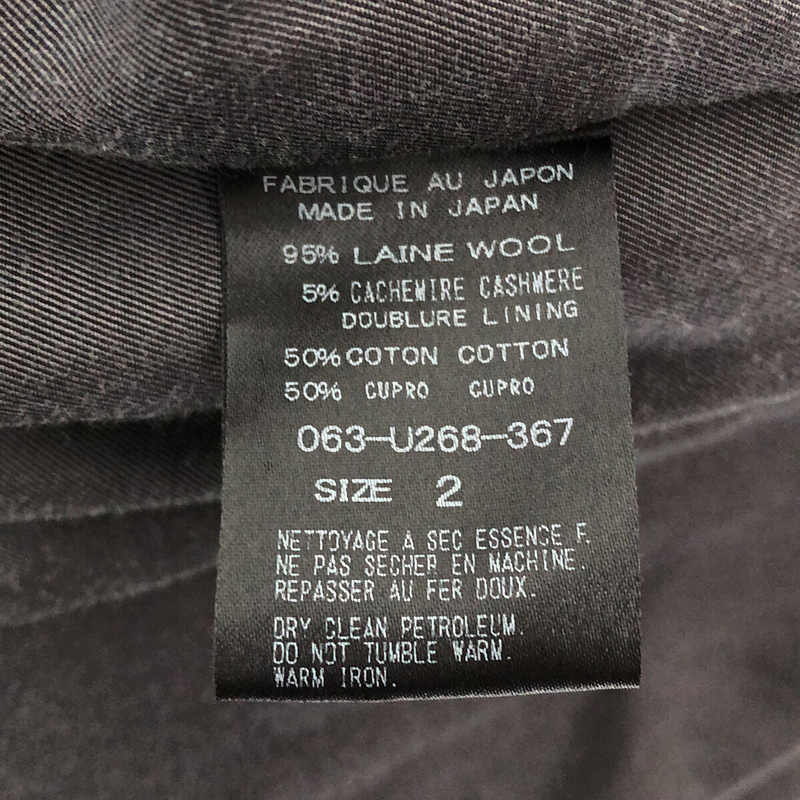 FABRIQUE AU JAPON
MADE IN JAPAN
95% LAINE WOOL
5% CACHEMIRE CASHMERE
DOUBLURE LINING
50% COTON COTTON
50% CUPRO CUPRO
063-U268-367
SIZE 2
NETTOYAGE A SEC ESSENCE F.
NE PAS SECHER EN MACHINE.
REPASSER AU FER DOUX.
DRY CLEAN PETROLEUM.
DO NOT TUMBLE WARM.
WARM IRON.